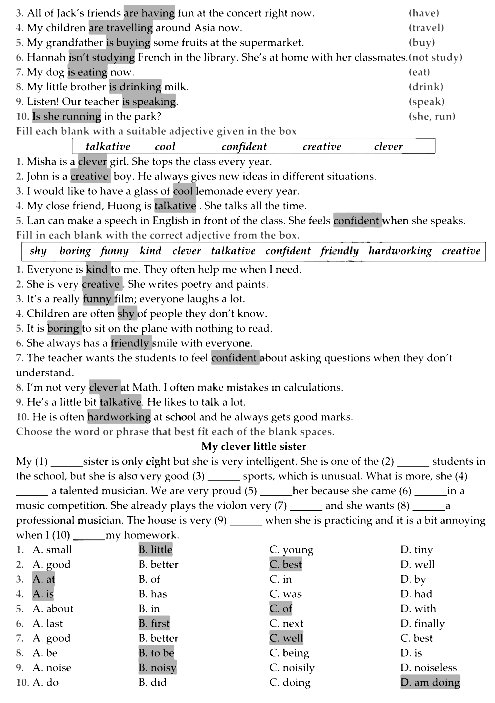 3. All of Jack's friends are having fun at the concert right now. (have)
4. My children are travelling around Asia now. (travel)
5. My grandfather is buying some fruits at the supermarket. (buy)
6. Hannah isn't studying French in the library. She's at home with her classmates. (not study)
7. My dog is eating now. (eat)
8. My little brother is drinking milk. (drink)
9. Listen! Our teacher is speaking. (speak)
10. Is she running in the park? (she, run)
Fill each blank with a suitable adjective given in the box
talkative cool confident creative clever
1. Misha is a clever girl. She tops the class every year.
2. John is a creative boy. He always gives new ideas in different situations.
3. I would like to have a glass of cool lemonade every year.
4. My close friend, Huong is talkative . She talks all the time.
5. Lan can make a speech in English in front of the class. She feels confident when she speaks.
Fill in each blank with the correct adjective from the box.
shy boring funny kind clever talkative confident friendly hardworking creative
1. Everyone is kind to me. They often help me when I need.
2. She is very creative . She writes poetry and paints.
3. It's a really funny film; everyone laughs a lot.
4. Children are often shy of people they don't know.
5. It is boring to sit on the plane with nothing to read.
6. She always has a friendly smile with everyone.
7. The teacher wants the students to feel confident about asking questions when they don't
understand.
8. I'm not very clever at Math. I often make mistakes in calculations.
9. He's a little bit talkative. He likes to talk a lot.
10. He is often hardworking at school and he always gets good marks.
Choose the word or phrase that best fit each of the blank spaces.
My clever little sister
My (1) ______sister is only eight but she is very intelligent. She is one of the (2) ______ students in
the school, but she is also very good (3) ______ sports, which is unusual. What is more, she (4)
______ a talented musician. We are very proud (5) ______her because she came (6) ______in a
music competition. She already plays the violon very (7) ______ and she wants (8) ______a
professional musician. The house is very (9) ______ when she is practicing and it is a bit annoying
when I (10) ______my homework.
1. A. small B. little C. young D. tiny
2. A. good B. better C. best D. well
3. A. at B. of C. in D. by
4. A. is B. has C. was D. had
5. A. about B. in C. of D. with
6. A. last B. first C. next D. finally
7. A good B. better C. well C. best
8. A. be B. to be C. being D. is
9. A. noise B. noisy C. noisily D. noiseless
10. A. do B. did C. doing D. am doing